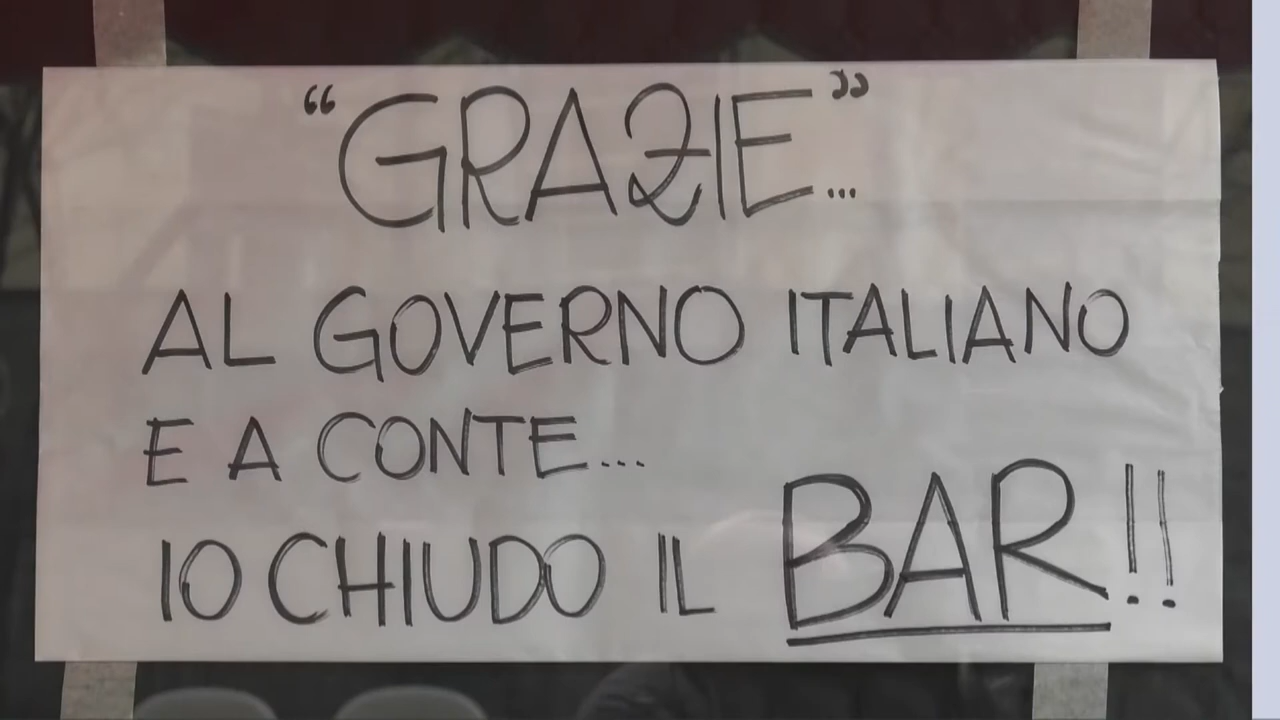 “GRAZIE”...
AL GOVERNO ITALIANO
E A CONTE...
IO CHIUDO IL BAR!!